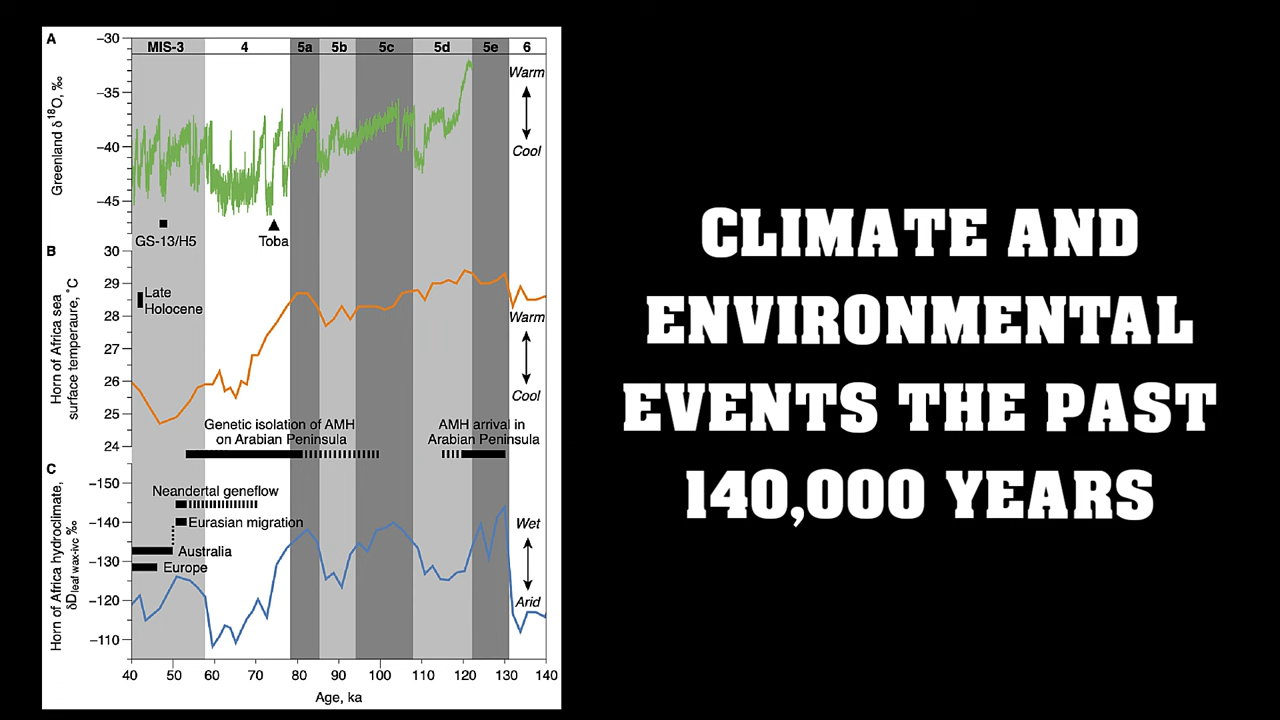 A
–30
MIS-3
4
5a
5b
5c
5d
5e
6
Greenland δ 18O, ‰
–35
–40
–45
Warm
Cool
GS-13/H5
Toba
B
Horn of Africa sea
surface temperaure, °C
30
29
28
27
26
25
24
Late
Holocene
Warm
Cool
Genetic isolation of AMH
on Arabian Peninsula
AMH arrival in
Arabian Peninsula
C
Horn of Africa hydroclimate,
δDleaf wax-ivc ‰
–150
–140
–130
–120
–110
Neandertal geneflow
Eurasian migration
Australia
Europe
Wet
Arid
40 50 60 70 80 90 100 110 120 130 140
Age, ka
CLIMATE AND
ENVIRONMENTAL
EVENTS THE PAST
140,000 YEARS